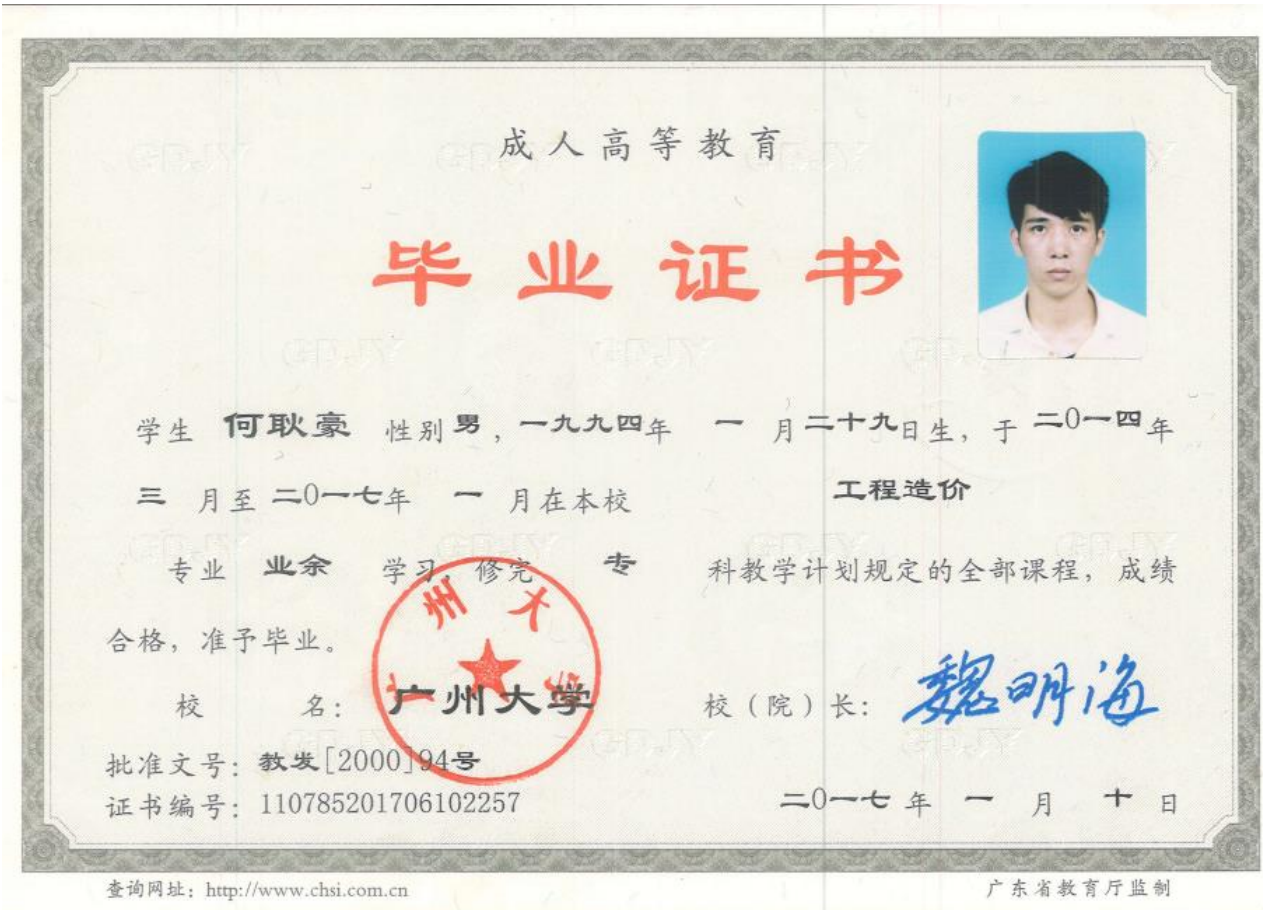 成人高等教育
毕业证书
学生 何耿豪 性别 男，一九九四年 一 月二十九日生，于 二0一四年
三 月至 二0一七年 一 月在本校 工程造价
专业 业余 学习，修完 专 科教学计划规定的全部课程，成绩
合格，准予毕业。
广州大学
校 名：广州大学 校（院）长：魏明海
批准文号：教发[2000]94号
证书编号：110785201706102257 二0一七 年 一 月 十 日
查询网址：http://www.chsi.com.cn 广东省教育厅监制